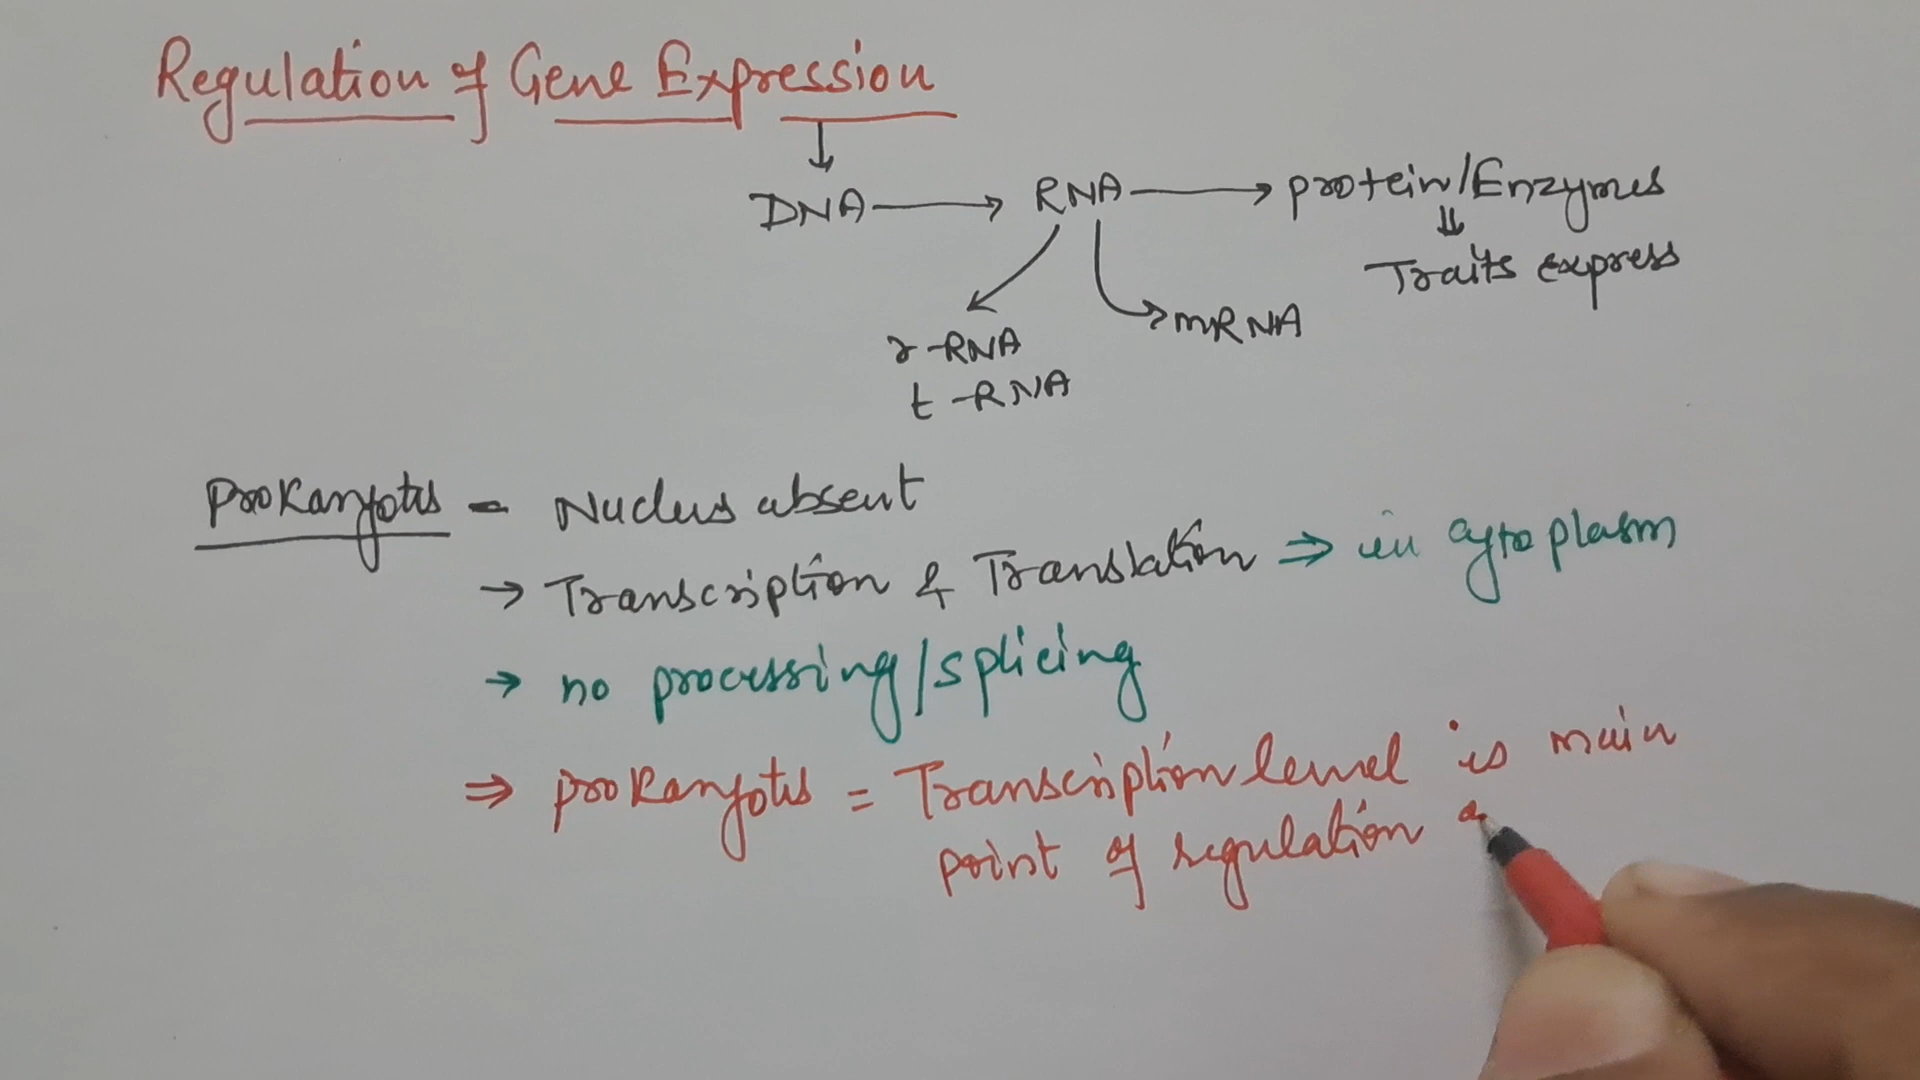 Regulation of Gene Expression
DNA → RNA → protein/Enzymes
Traits express
r-RNA
mRNA
t-RNA
Prokaryotes - Nucleus absent
→ Transcription & Translation ⇒ in cytoplasm
→ no processing/splicing
⇒ prokaryotes = Transcription level is main
point of regulation